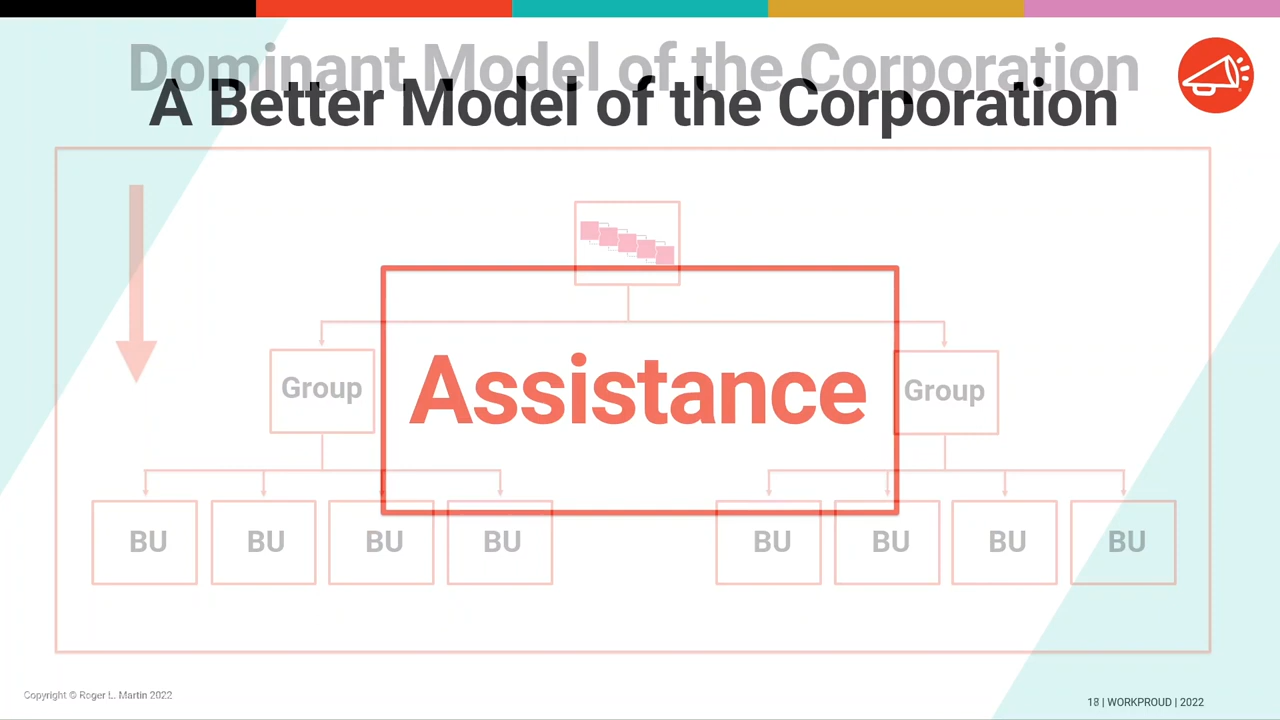 Dominant Model of the Corporation
A Better Model of the Corporation
Assistance
Group
Group
BU
BU
BU
BU
BU
BU
BU
BU
Copyright © Roger L. Martin 2022
18 | WORKPROUD | 2022